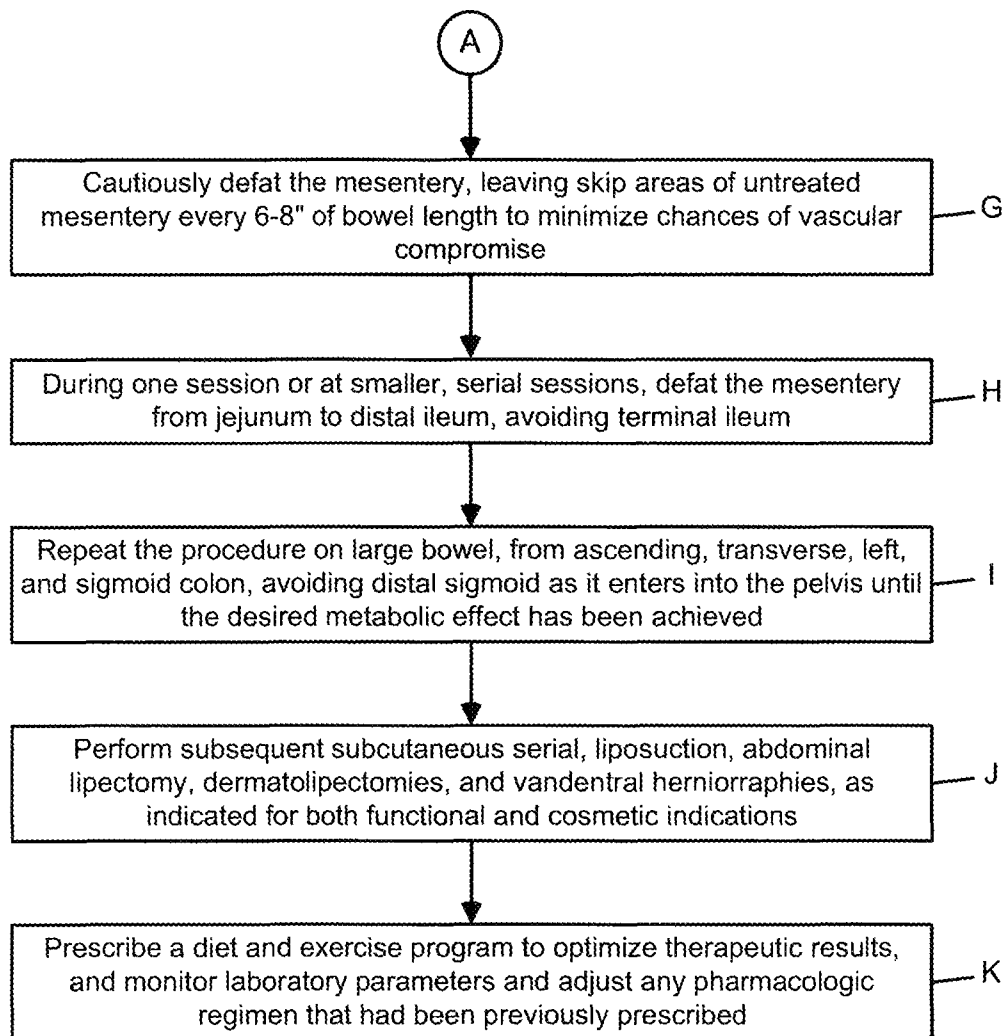 A
Cautiously defat the mesentery, leaving skip areas of untreated
mesentery every 6-8" of bowel length to minimize chances of vascular
compromise
G
During one session or at smaller, serial sessions, defat the mesentery
from jejunum to distal ileum, avoiding terminal ileum
H
Repeat the procedure on large bowel, from ascending, transverse, left,
and sigmoid colon, avoiding distal sigmoid as it enters into the pelvis until
the desired metabolic effect has been achieved
I
Perform subsequent subcutaneous serial, liposuction, abdominal
lipectomy, dermatolipectomies, and vandentral herniorraphies, as
indicated for both functional and cosmetic indications
J
Prescribe a diet and exercise program to optimize therapeutic results,
and monitor laboratory parameters and adjust any pharmacologic
regimen that had been previously prescribed
K